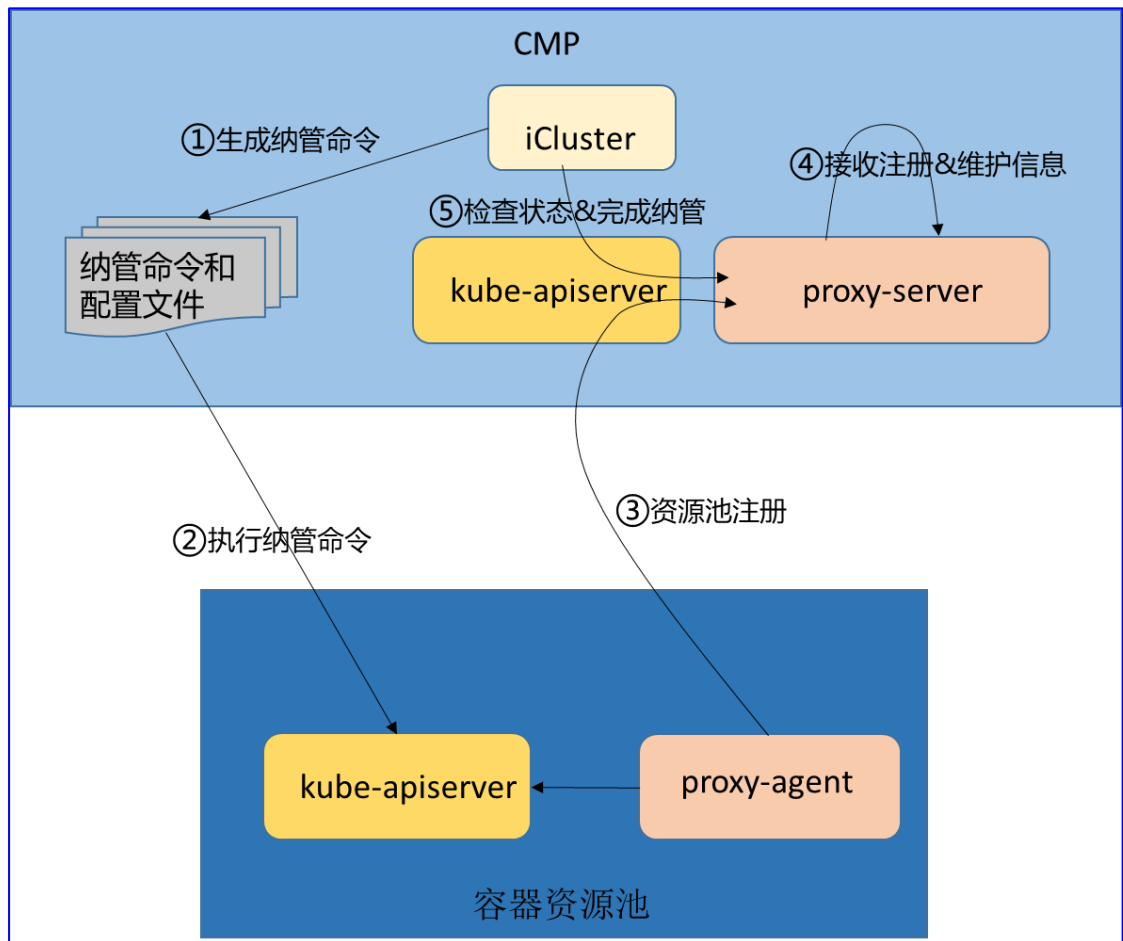 CMP
iCluster
①生成纳管命令
④接收注册&维护信息
⑤检查状态&完成纳管
纳管命令和
配置文件
kube-apiserver
proxy-server
③资源池注册
②执行纳管命令
kube-apiserver
proxy-agent
容器资源池